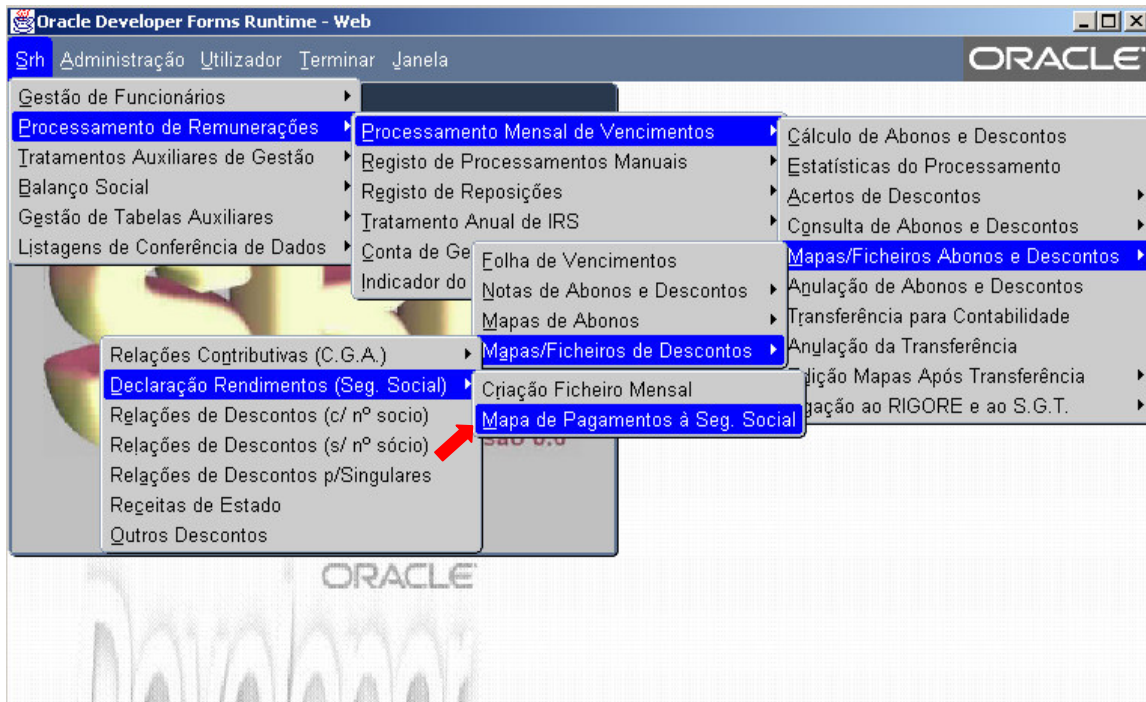 Oracle Developer Forms Runtime - Web
Srh Administração Utilizador Terminar Janela
ORACLE
Gestão de Funcionários
Processamento de Remunerações
Tratamentos Auxiliares de Gestão
Balanço Social
Gestão de Tabelas Auxiliares
Listagens de Conferência de Dados
Processamento Mensal de Vencimentos
Registo de Processamentos Manuais
Registo de Reposições
Tratamento Anual de IRS
Conta de Ge
Indicador do
Cálculo de Abonos e Descontos
Estatísticas do Processamento
Acertos de Descontos
Consulta de Abonos e Descontos
Mapas/Ficheiros Abonos e Descontos
Anulação de Abonos e Descontos
Transferência para Contabilidade
Anulação da Transferência
dição Mapas Após Transferência
gação ao RIGORE e ao S.G.T.
Folha de Vencimentos
Notas de Abonos e Descontos
Mapas de Abonos
Mapas/Ficheiros de Descontos
Relações Contributivas (C.G.A.)
Declaração Rendimentos (Seg. Social)
Relações de Descontos (c/ nº socio)
Relações de Descontos (s/ nº sócio)
Relações de Descontos p/Singulares
Receitas de Estado
Outros Descontos
Criação Ficheiro Mensal
Mapa de Pagamentos à Seg. Social
ORACLE